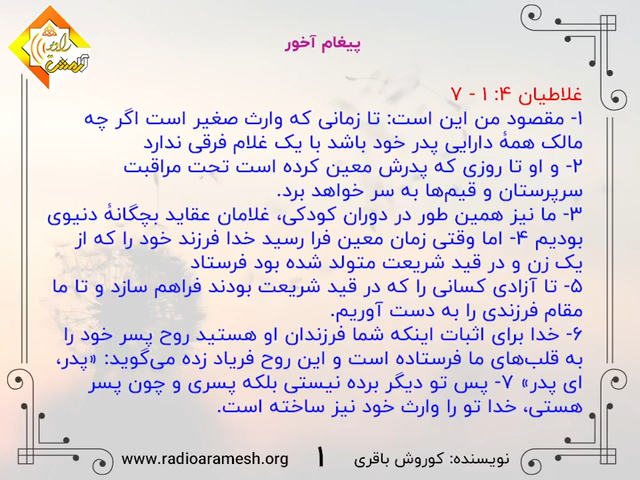 رادیو
آرامش
پیغام آخور
غلاطیان ۴: ۱ - ۷
۱- مقصود من این است: تا زمانی که وارث صغیر است اگر چه
مالک همهٔ دارایی پدر خود باشد با یک غلام فرقی ندارد
۲- و او تا روزی که پدرش معین کرده است تحت مراقبت
سرپرستان و قیم‌ها به سر خواهد برد.
۳- ما نیز همین طور در دوران کودکی، غلامان عقاید بچگانهٔ دنیوی
بودیم ۴- اما وقتی زمان معین فرا رسید خدا فرزند خود را که از
یک زن و در قید شریعت متولد شده بود فرستاد
۵- تا آزادی کسانی را که در قید شریعت بودند فراهم سازد و تا ما
مقام فرزندی را به دست آوریم.
۶- خدا برای اثبات اینکه شما فرزندان او هستید روح پسر خود را
به قلب‌های ما فرستاده است و این روح فریاد زده می‌گوید: «پدر،
ای پدر» ۷- پس تو دیگر برده نیستی بلکه پسری و چون پسر
هستی، خدا تو را وارث خود نیز ساخته است.
نویسنده: کوروش باقری ۱ www.radioaramesh.org